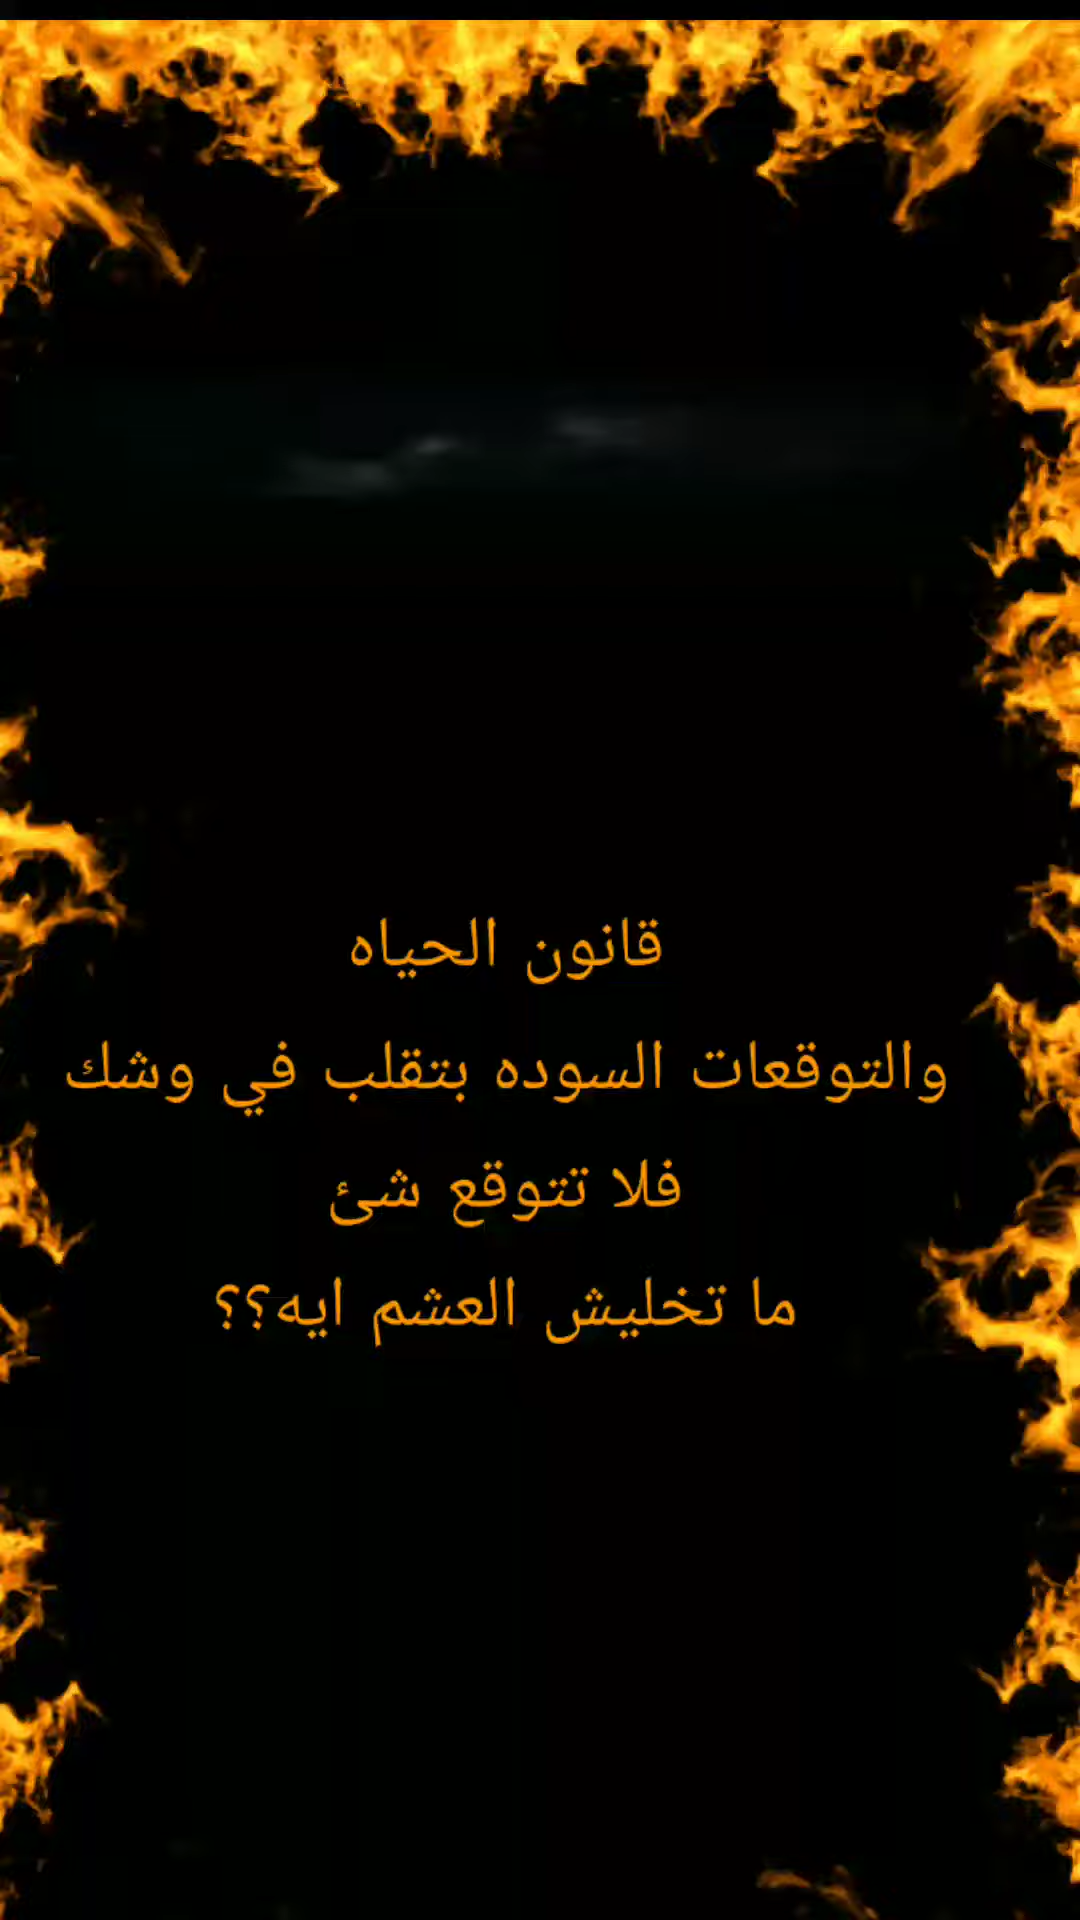 قانون الحياه
والتوقعات السوده بتقلب في وشك
فلا تتوقع شئ
ما تخليش العشم ايه؟؟